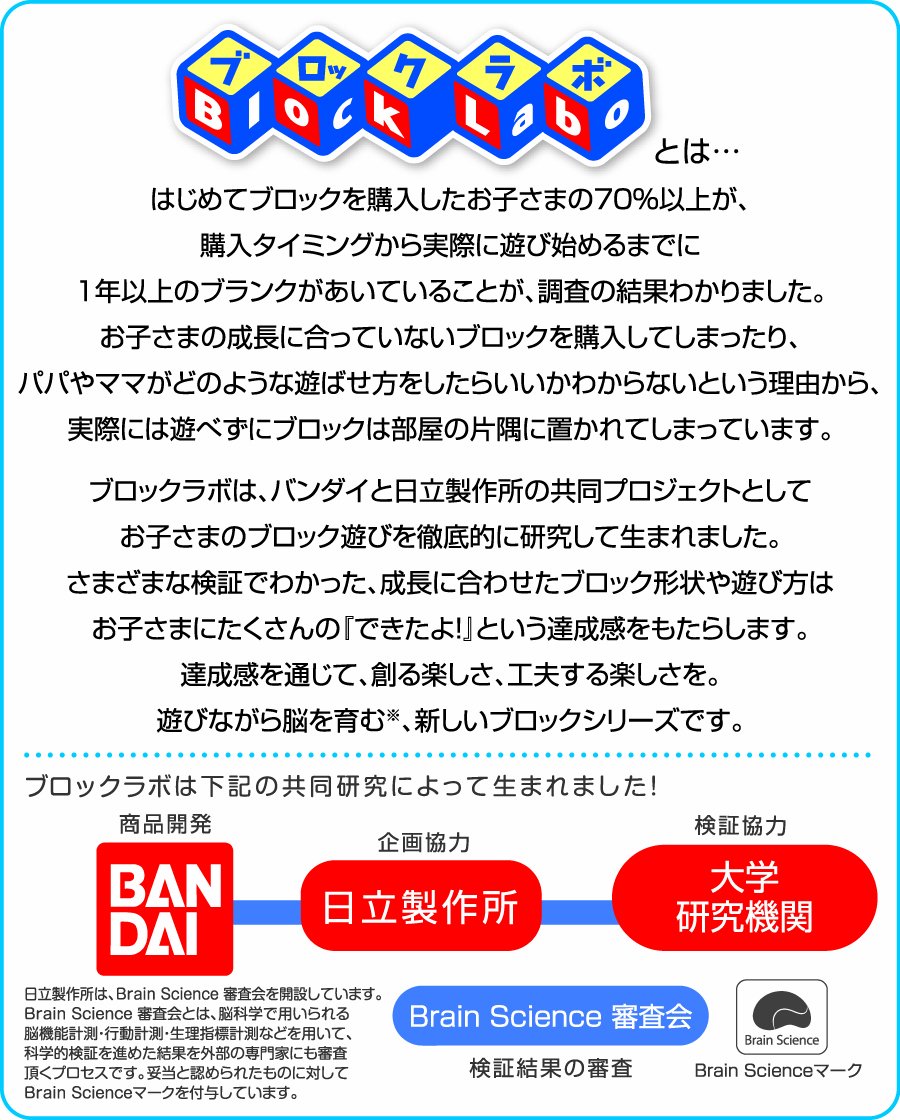 ブロックラボ
Block Labo
とは…
はじめてブロックを購入したお子さまの70%以上が、
購入タイミングから実際に遊び始めるまでに
1年以上のブランクがあいていることが、調査の結果わかりました。
お子さまの成長に合っていないブロックを購入してしまったり、
パパやママがどのような遊ばせ方をしたらいいかわからないという理由から、
実際には遊べずにブロックは部屋の片隅に置かれてしまっています。
ブロックラボは、バンダイと日立製作所の共同プロジェクトとして
お子さまのブロック遊びを徹底的に研究して生まれました。
さまざまな検証でわかった、成長に合わせたブロック形状や遊び方は
お子さまにたくさんの『できたよ!』という達成感をもたらします。
達成感を通じて、創る楽しさ、工夫する楽しさを。
遊びながら脳を育む※、新しいブロックシリーズです。
ブロックラボは下記の共同研究によって生まれました!
商品開発
BAN
DAI
企画協力
日立製作所
検証協力
大学
研究機関
日立製作所は、Brain Science 審査会を開設しています。
Brain Science 審査会とは、脳科学で用いられる
脳機能計測・行動計測・生理指標計測などを用いて、
科学的検証を進めた結果を外部の専門家にも審査
頂くプロセスです。妥当と認められたものに対して
Brain Scienceマークを付与しています。
Brain Science 審査会
検証結果の審査
Brain Science
Brain Scienceマーク